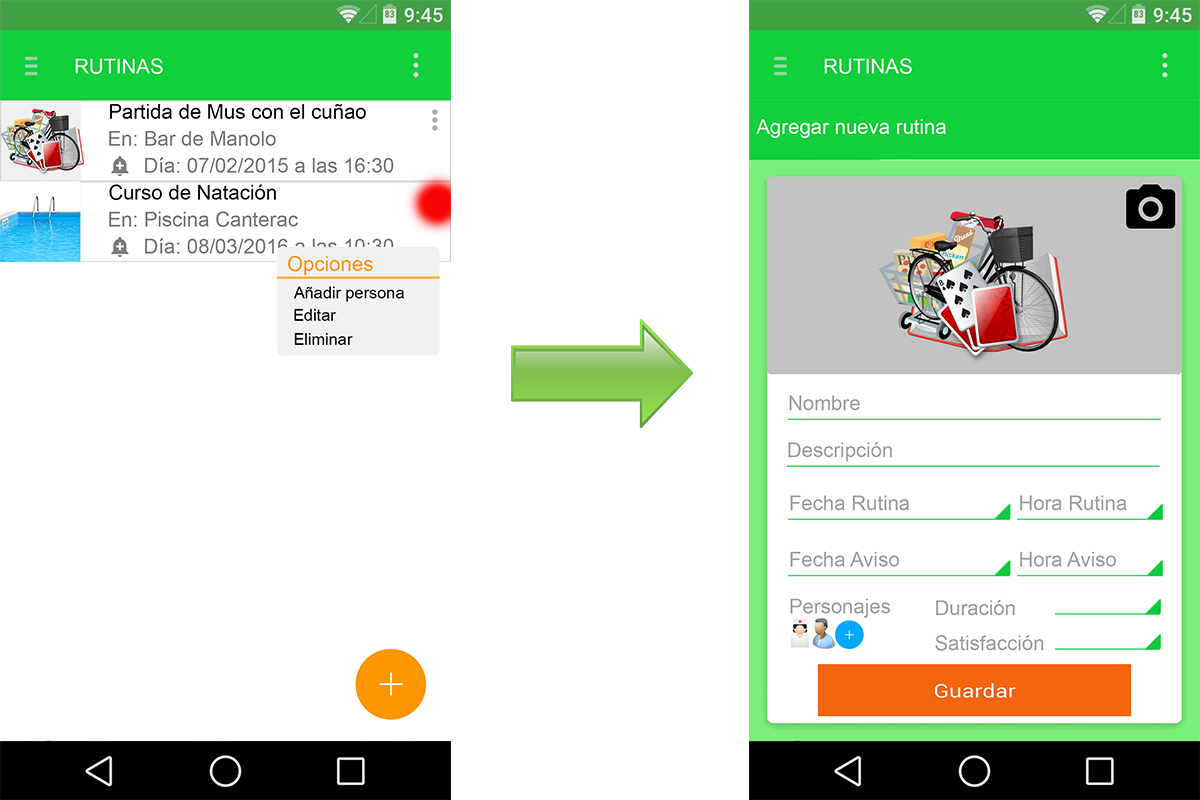 83 9:45
RUTINAS
Partida de Mus con el cuñao
En: Bar de Manolo
Día: 07/02/2015 a las 16:30
Curso de Natación
En: Piscina Canterac
Día: 08/03/2016 a las 10:30
Opciones
Añadir persona
Editar
Eliminar
83 9:45
RUTINAS
Agregar nueva rutina
Nombre
Descripción
Fecha Rutina
Hora Rutina
Fecha Aviso
Hora Aviso
Personajes
Duración
Satisfacción
Guardar